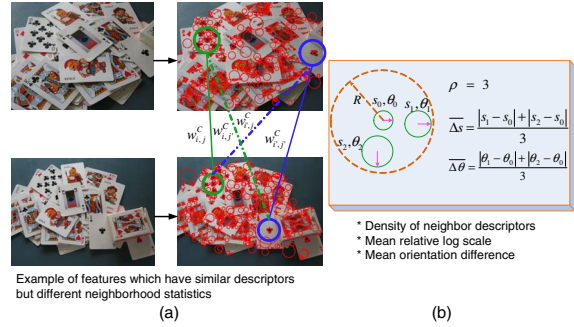 w^C_{i,j}
w^C_{i,j'}
w^C_{i',j}
w^C_{i',j'}
Example of features which have similar descriptors
but different neighborhood statistics
(a)
R
s_0,θ_0
s_1,θ_1
s_2,θ_2
ρ = 3
\overline{Δs} = \frac{|s_1 − s_0| + |s_2 − s_0|}{3}
\overline{Δθ} = \frac{|θ_1 − θ_0| + |θ_2 − θ_0|}{3}
* Density of neighbor descriptors
* Mean relative log scale
* Mean orientation difference
(b)